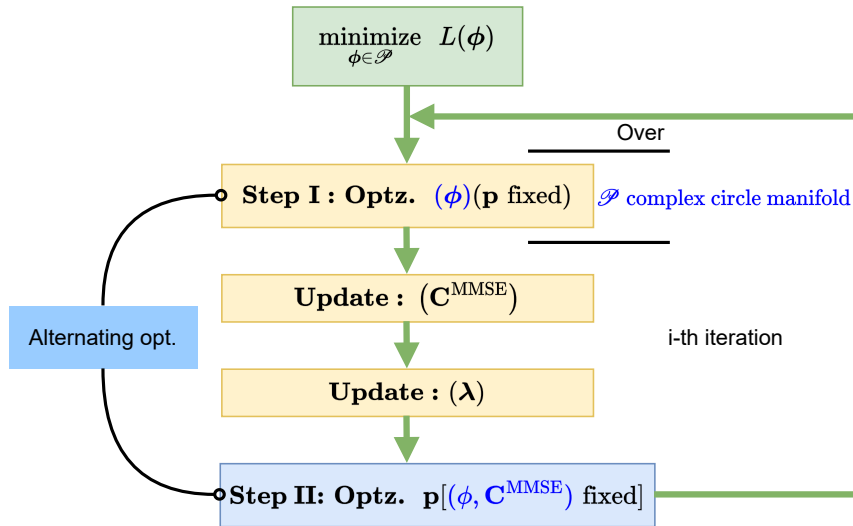 minimize L(ϕ)
ϕ∈𝒫
Over
Step I : Optz. (ϕ)(p fixed)
𝒫 complex circle manifold
Update : (C^MMSE)
Alternating opt.
i-th iteration
Update : (λ)
Step II: Optz. p[(ϕ, C^MMSE) fixed]